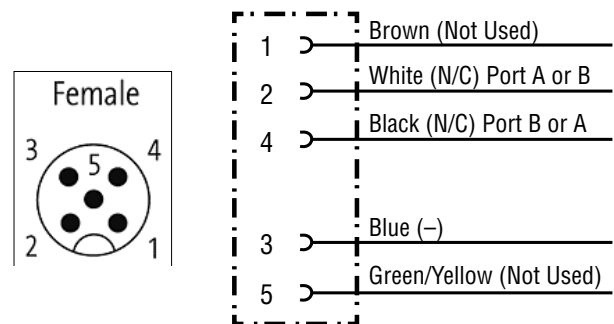 Female
3 5 4
2 1
1 Brown (Not Used)
2 White (N/C) Port A or B
4 Black (N/C) Port B or A
3 Blue (–)
5 Green/Yellow (Not Used)